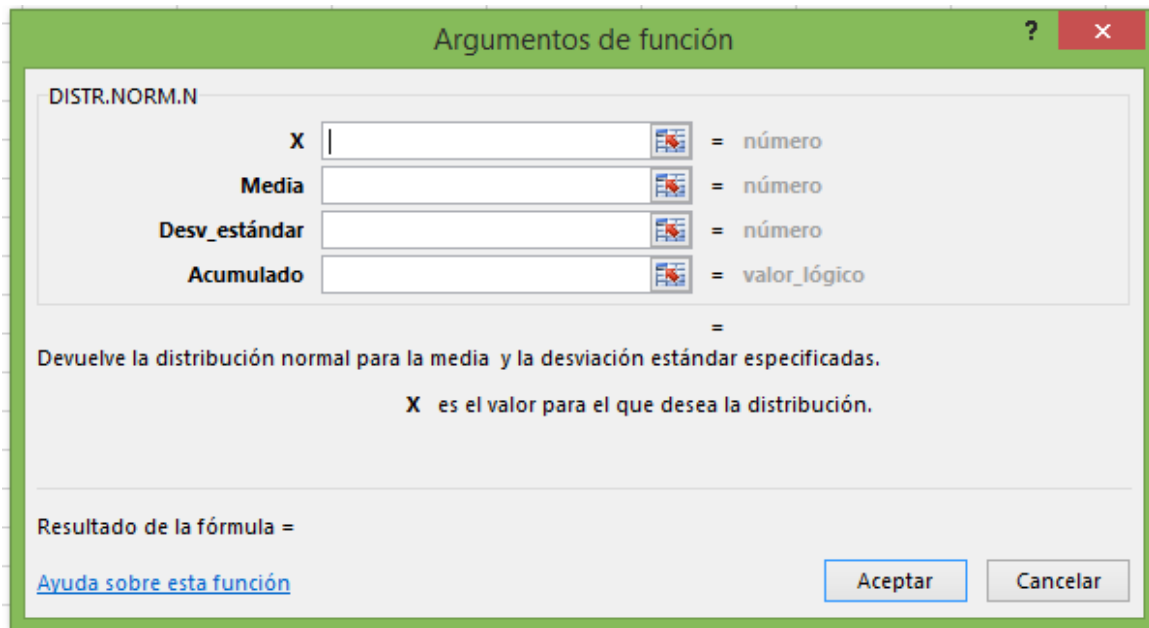 Argumentos de función
?
×
DISTR.NORM.N
X = número
Media = número
Desv_estándar = número
Acumulado = valor_lógico
=
Devuelve la distribución normal para la media y la desviación estándar especificadas.
X es el valor para el que desea la distribución.
Resultado de la fórmula =
Ayuda sobre esta función
Aceptar
Cancelar